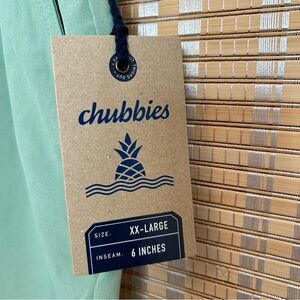 chubbies
SIZE: XX-LARGE
INSEAM: 6 INCHES